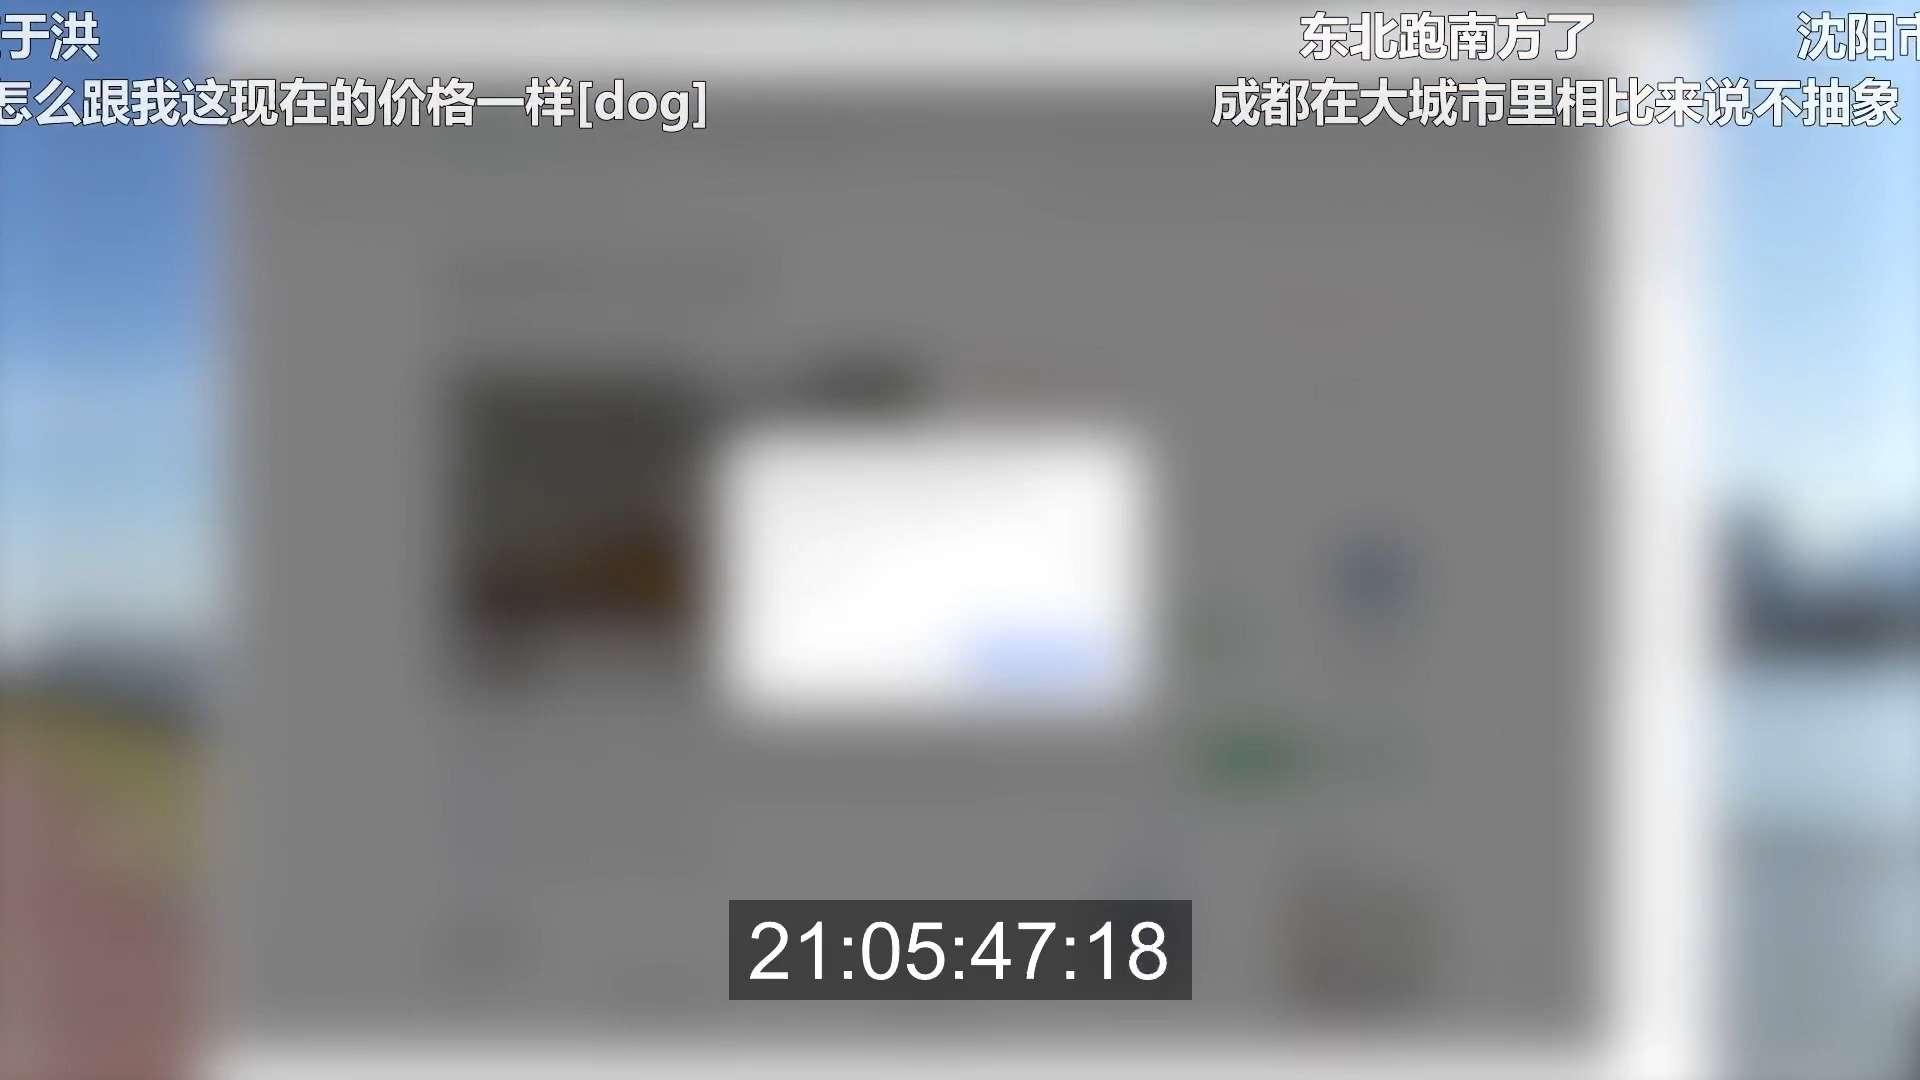 于洪
东北跑南方了
沈阳市
怎么跟我这现在的价格一样[dog]
成都在大城市里相比来说不抽象
21:05:47:18